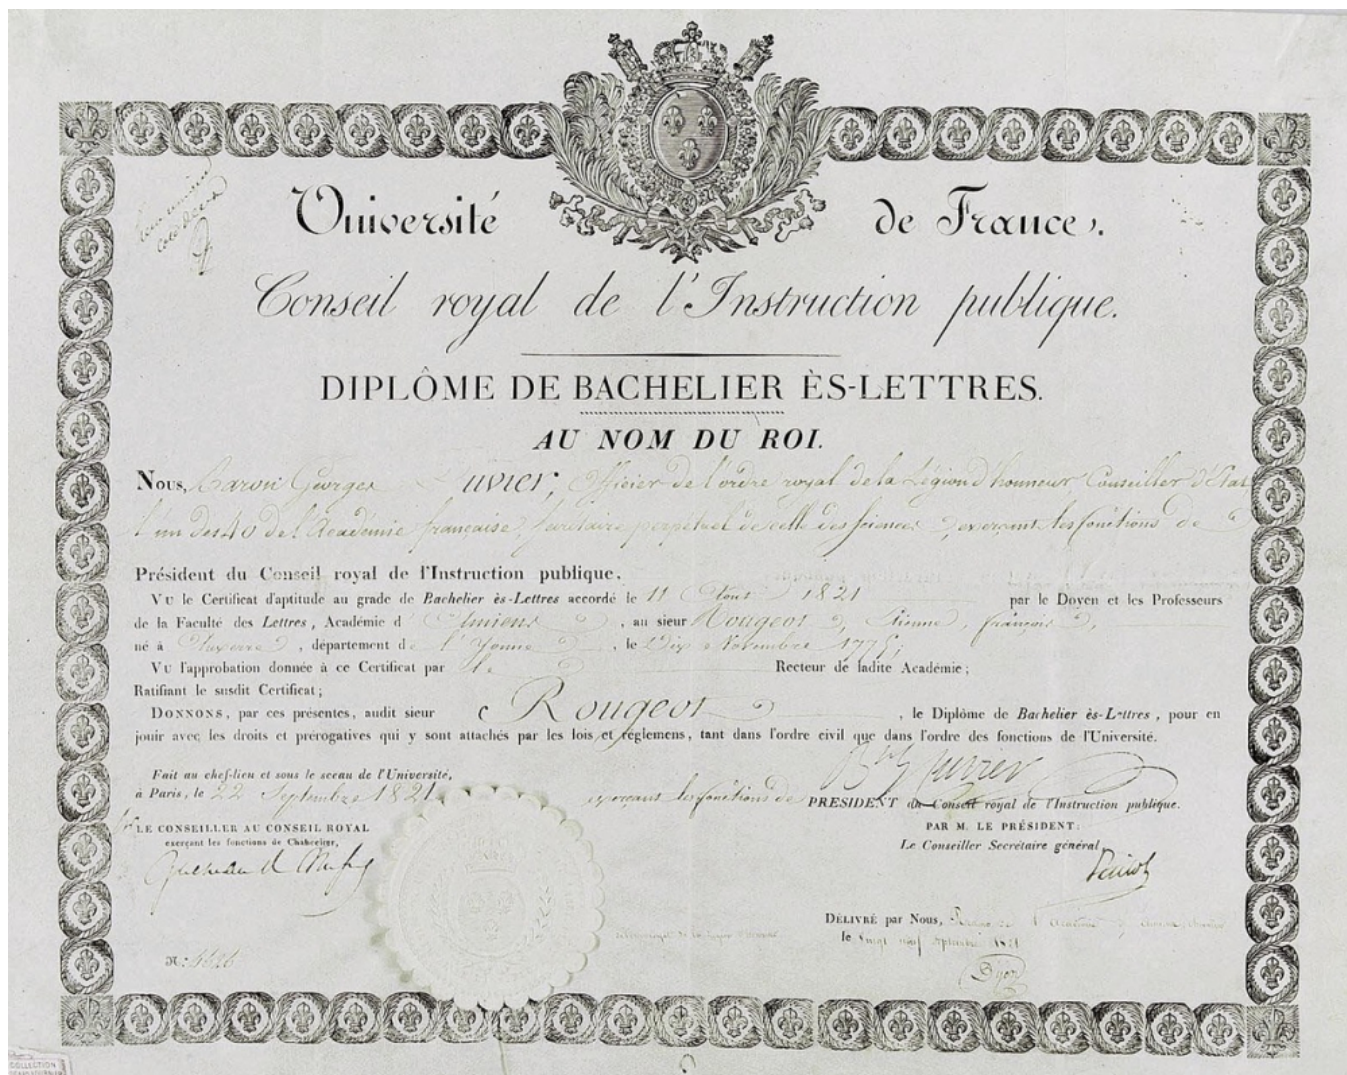 Université de France.
Conseil royal de l'Instruction publique.
DIPLÔME DE BACHELIER ÈS-LETTRES.
AU NOM DU ROI.
Nous, Baron Georges Cuvier, Officier de l'ordre royal de la Légion d'honneur Conseiller d'Etat
l'un des 40 de l'Académie française, Secrétaire perpétuel de celle des Sciences, exerçant les fonctions de
Président du Conseil royal de l'Instruction publique,
VU le Certificat d'aptitude au grade de Bachelier ès-Lettres accordé le 11 Août 1821 par le Doyen et les Professeurs
de la Faculté des Lettres, Académie d'Amiens, au sieur Rougeot, Etienne, françois,
né à Auxerre, département de l'Yonne, le Dix Novembre 1775;
VU l'approbation donnée à ce Certificat par le Recteur de ladite Académie;
Ratifiant le susdit Certificat;
DONNONS, par ces présentes, audit sieur Rougeot, le Diplôme de Bachelier ès-Lettres, pour en
jouir avec les droits et prérogatives qui y sont attachés par les lois et réglemens, tant dans l'ordre civil que dans l'ordre des fonctions de l'Université.
Fait au chef-lieu et sous le sceau de l'Université,
à Paris, le 22 Septembre 1821
exerçant les fonctions de PRESIDENT du Conseil royal de l'Instruction publique.
Bon Cuvier
LE CONSEILLER AU CONSEIL ROYAL
exerçant les fonctions de Chancelier,
PAR M. LE PRÉSIDENT:
Le Conseiller Secrétaire général,
DÉLIVRÉ par Nous,
le Vingt neuf Septembre 1821
N.º
COLLECTION